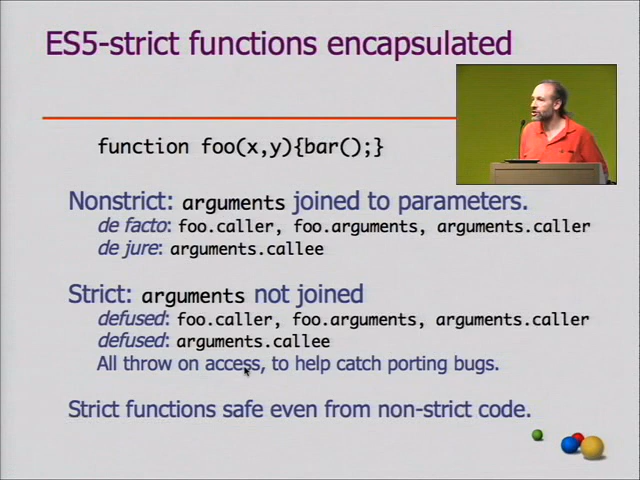 ES5-strict functions encapsulated
function foo(x,y){bar();}
Nonstrict: arguments joined to parameters.
de facto: foo.caller, foo.arguments, arguments.caller
de jure: arguments.callee
Strict: arguments not joined
defused: foo.caller, foo.arguments, arguments.caller
defused: arguments.callee
All throw on access, to help catch porting bugs.
Strict functions safe even from non-strict code.